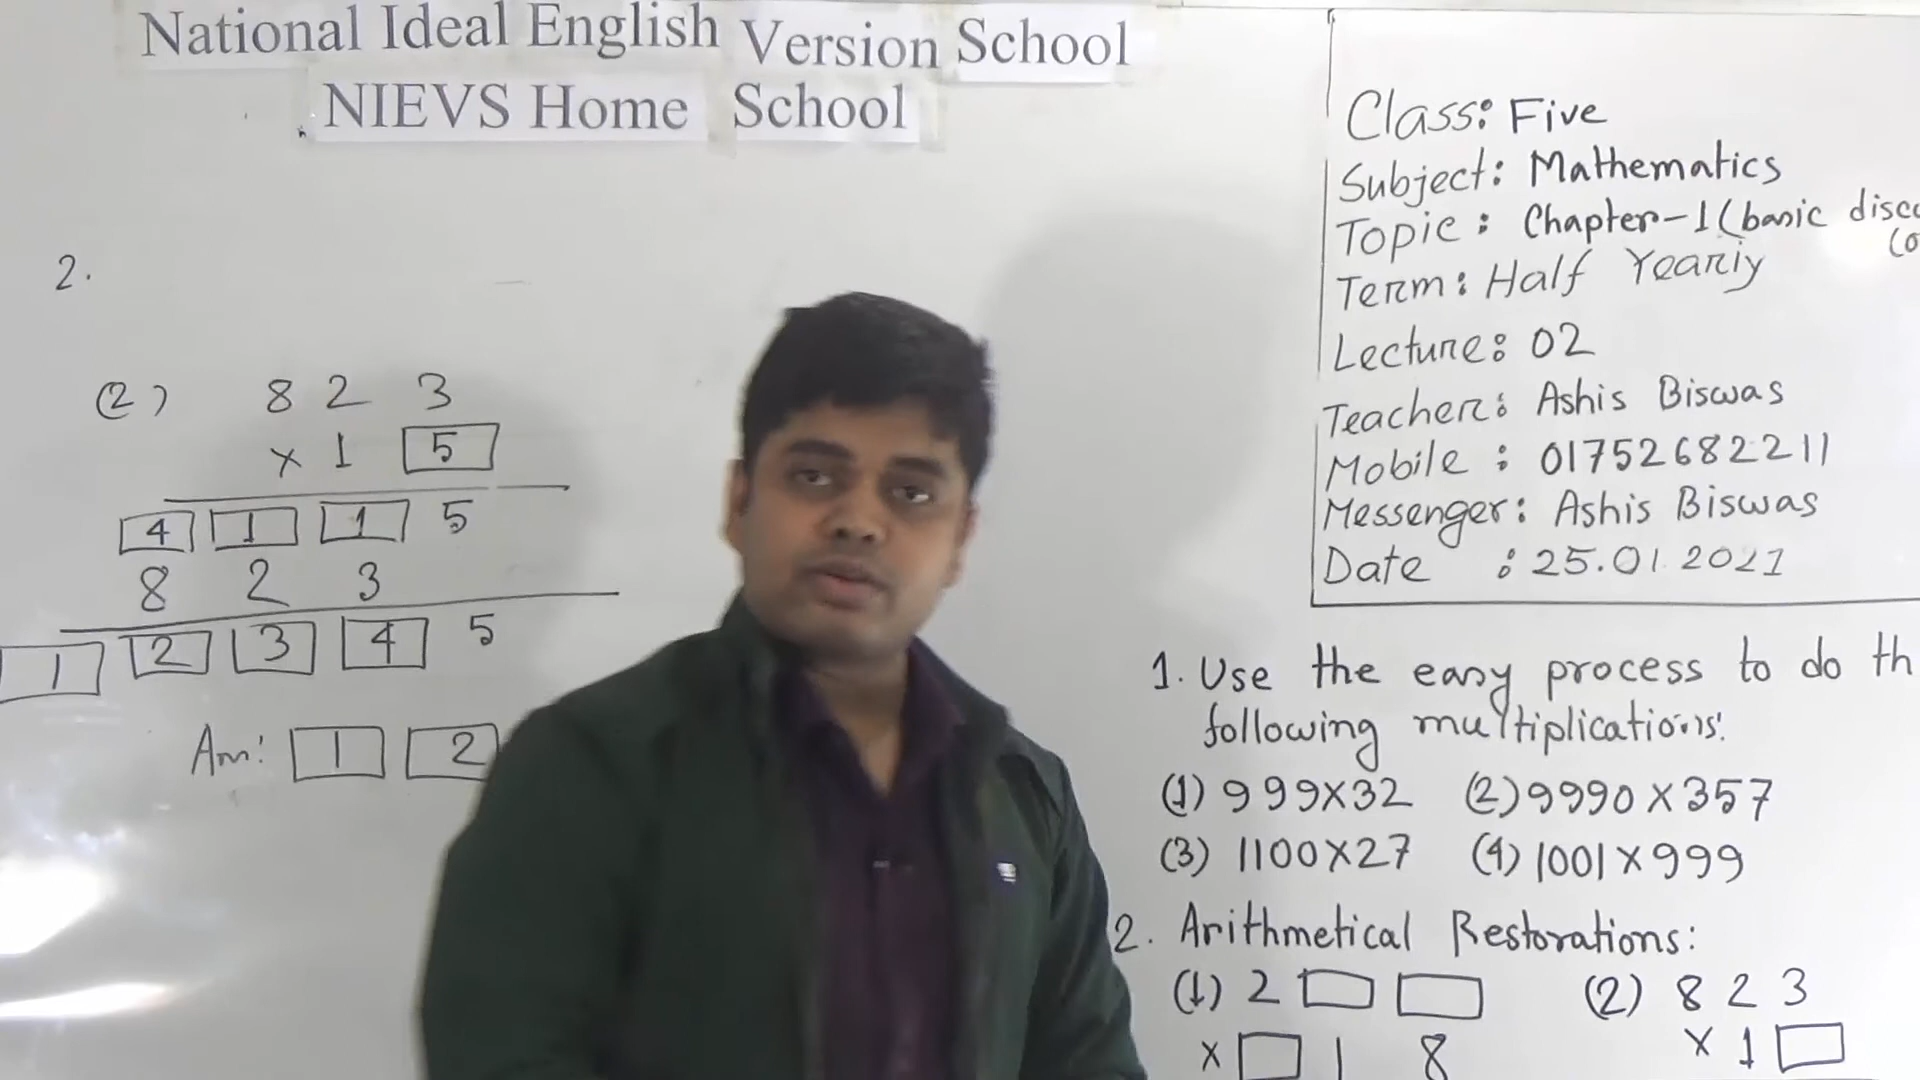 National Ideal English Version School
NIEVS Home School
2.
(2) 8 2 3
× 1 5
4 1 1 5
8 2 3
1 2 3 4 5
Ans: 1 2
Class: Five
Subject: Mathematics
Topic: Chapter-1 (basic
Term: Half Yearly
Lecture: 02
Teacher: Ashis Biswas
Mobile : 01752682211
Messenger: Ashis Biswas
Date : 25.01.2021
1. Use the easy process to do
following multiplications:
(1) 999×32 (2) 9990×357
(3) 1100×27 (4) 1001×999
2. Arithmetical Restorations:
(1) 2 (2) 8 2 3
× 1 8 × 1